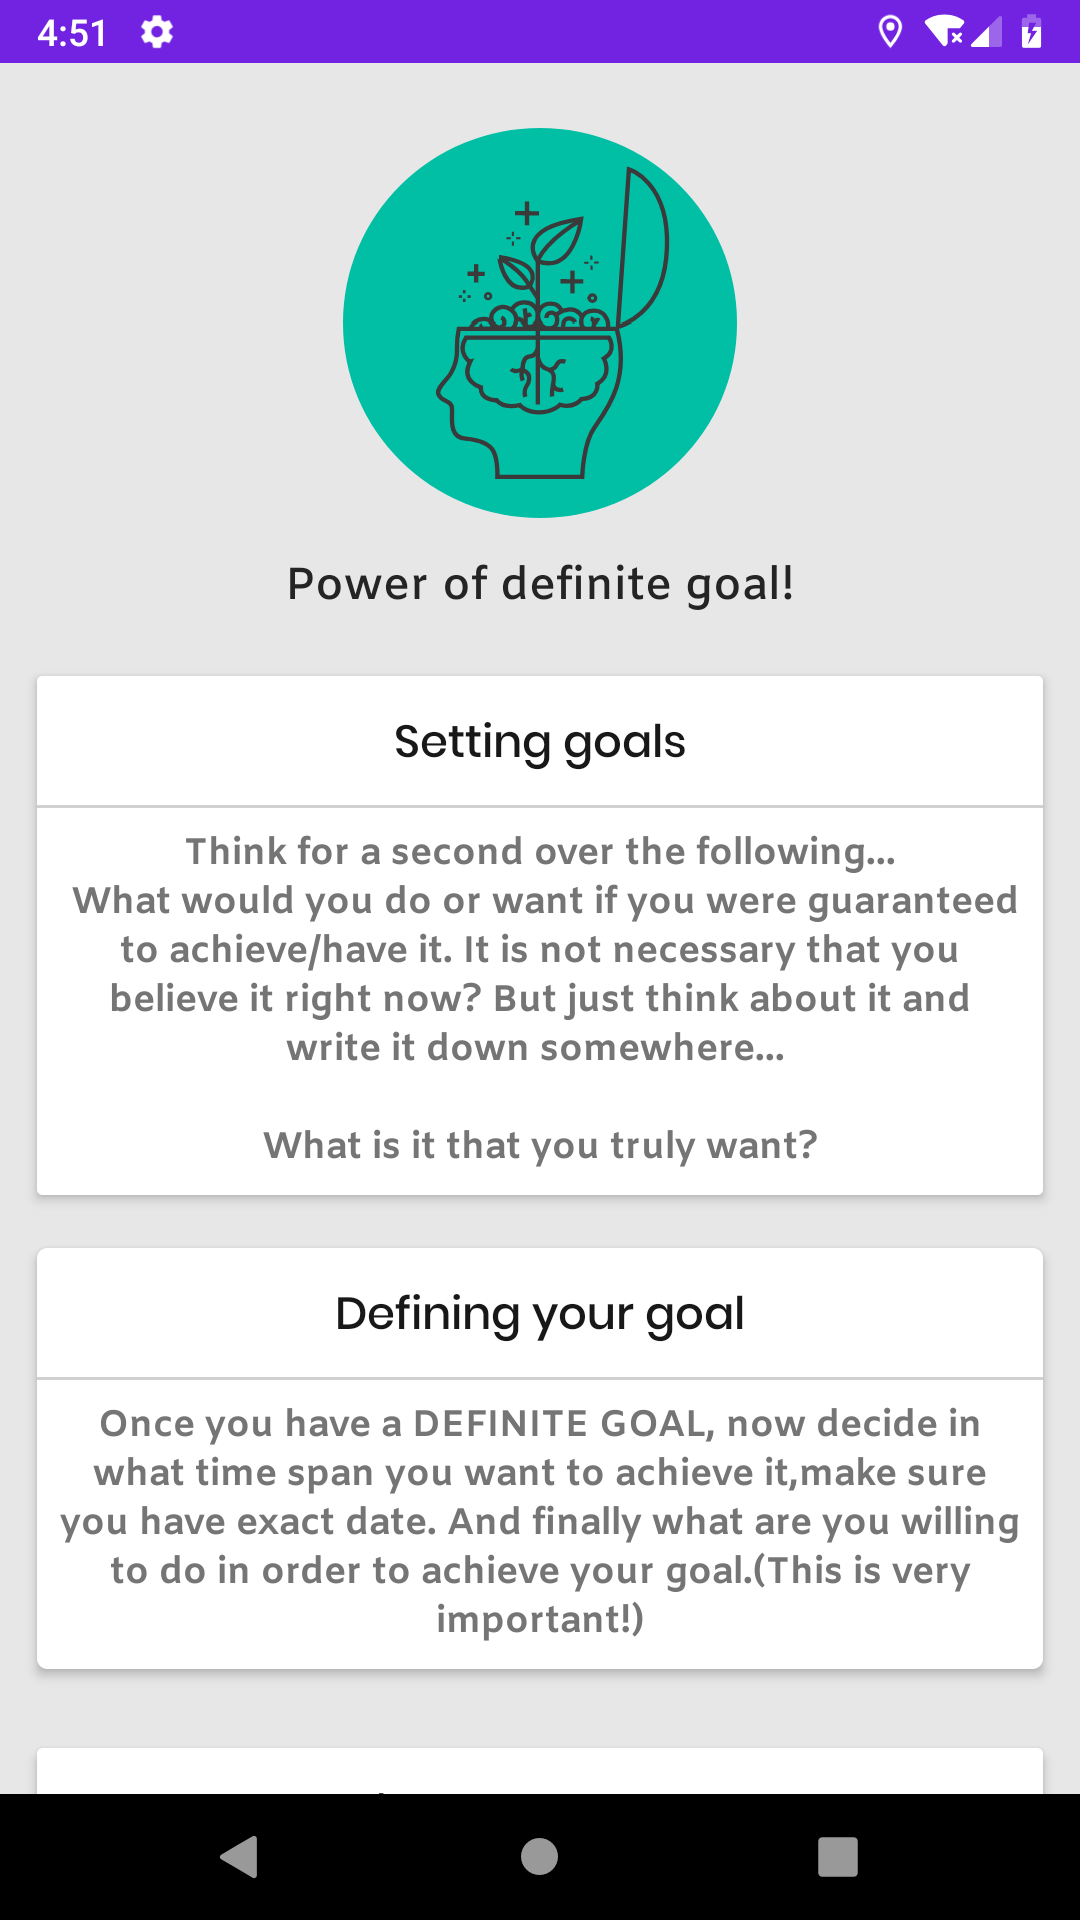 4:51
Power of definite goal!
Setting goals
Think for a second over the following...
What would you do or want if you were guaranteed
to achieve/have it. It is not necessary that you
believe it right now? But just think about it and
write it down somewhere...
What is it that you truly want?
Defining your goal
Once you have a DEFINITE GOAL, now decide in
what time span you want to achieve it,make sure
you have exact date. And finally what are you willing
to do in order to achieve your goal.(This is very
important!)